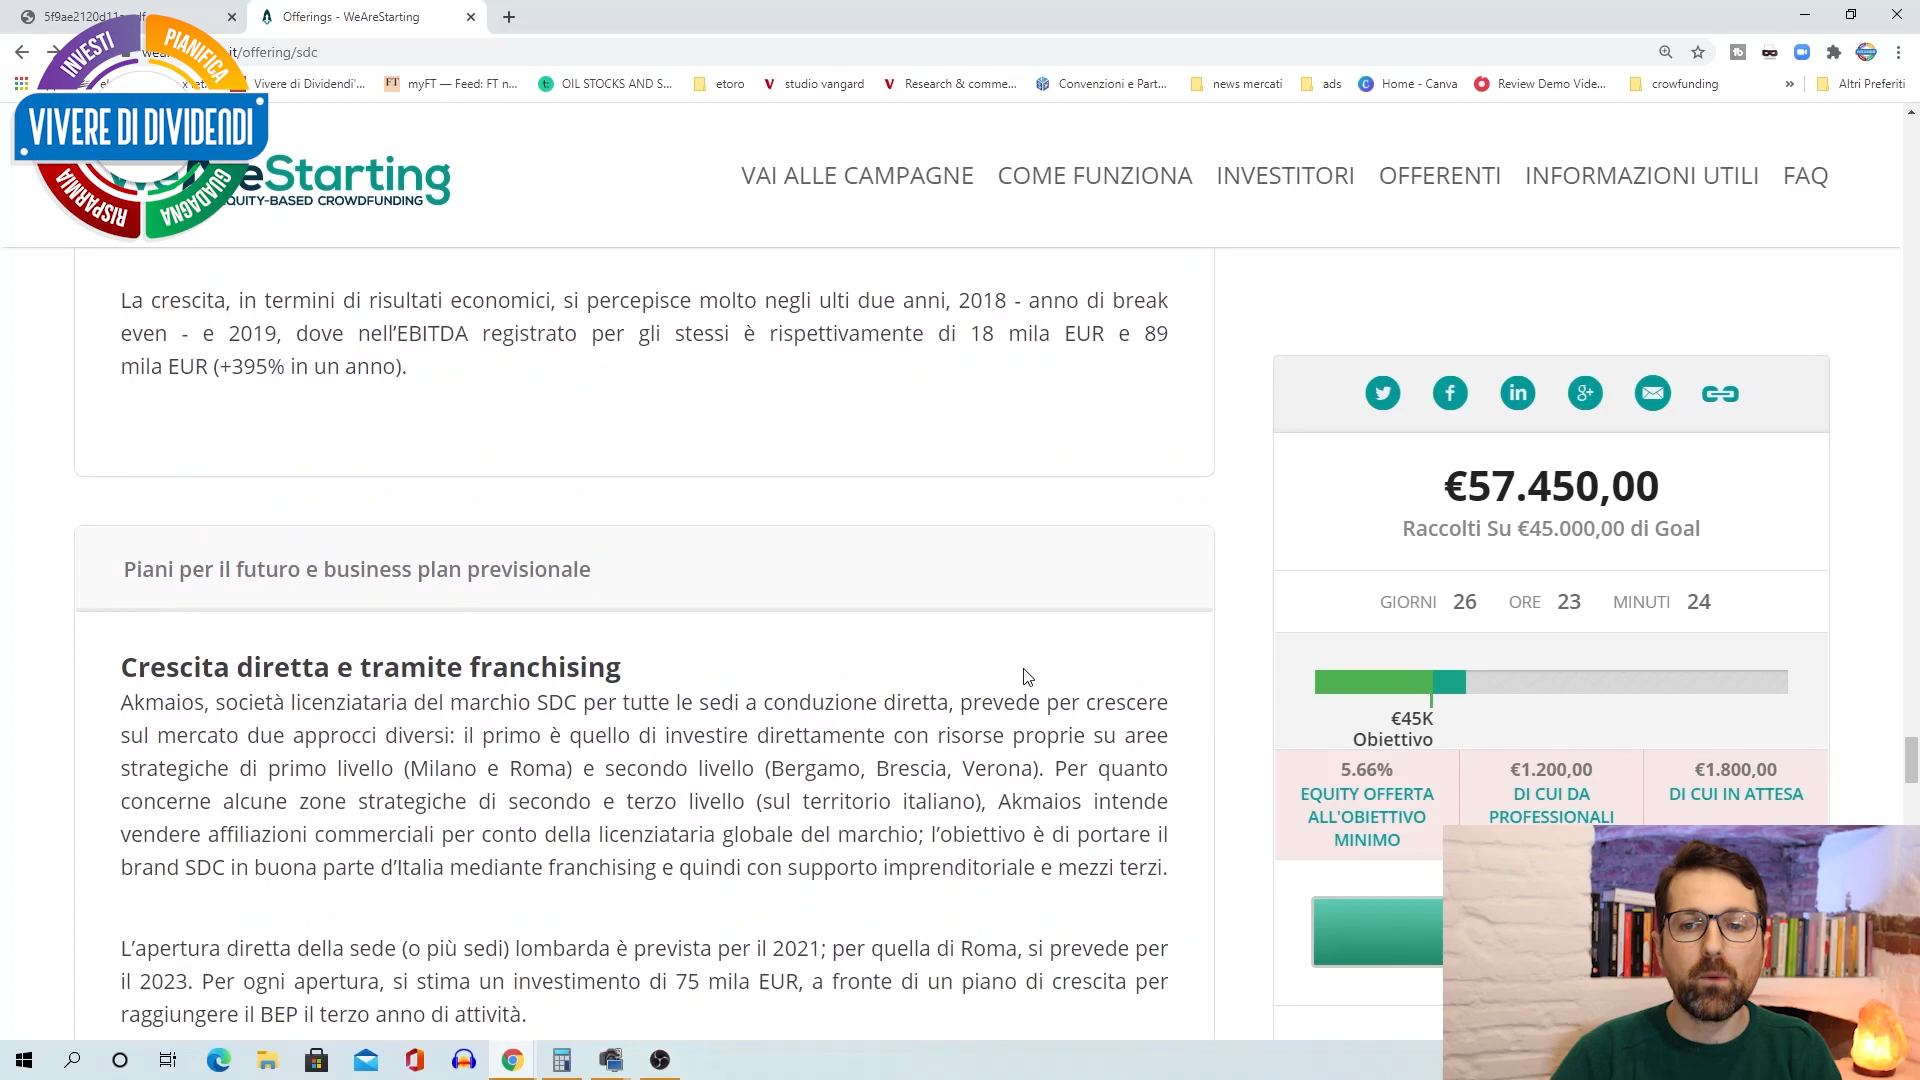 Offerings - WeAreStarting
it/offering/sdc
Vivere di Dividendi'...
FT
myFT — Feed: FT n...
OIL STOCKS AND S...
etoro
studio vangard
Research & comme...
Convenzioni e Part...
news mercati
ads
Home - Canva
Review Demo Vide...
crowfunding
»
Altri Preferiti
INVESTI
PIANIFICA
VIVERE DI DIVIDENDI
RISPARMIA
GUADAGNA
eStarting
EQUITY-BASED CROWDFUNDING
VAI ALLE CAMPAGNE
COME FUNZIONA
INVESTITORI
OFFERENTI
INFORMAZIONI UTILI
FAQ
La crescita, in termini di risultati economici, si percepisce molto negli ulti due anni, 2018 - anno di break
even - e 2019, dove nell’EBITDA registrato per gli stessi è rispettivamente di 18 mila EUR e 89
mila EUR (+395% in un anno).
Piani per il futuro e business plan previsionale
Crescita diretta e tramite franchising
Akmaios, società licenziataria del marchio SDC per tutte le sedi a conduzione diretta, prevede per crescere
sul mercato due approcci diversi: il primo è quello di investire direttamente con risorse proprie su aree
strategiche di primo livello (Milano e Roma) e secondo livello (Bergamo, Brescia, Verona). Per quanto
concerne alcune zone strategiche di secondo e terzo livello (sul territorio italiano), Akmaios intende
vendere affiliazioni commerciali per conto della licenziataria globale del marchio; l’obiettivo è di portare il
brand SDC in buona parte d’Italia mediante franchising e quindi con supporto imprenditoriale e mezzi terzi.
L’apertura diretta della sede (o più sedi) lombarda è prevista per il 2021; per quella di Roma, si prevede per
il 2023. Per ogni apertura, si stima un investimento di 75 mila EUR, a fronte di un piano di crescita per
raggiungere il BEP il terzo anno di attività.
€57.450,00
Raccolti Su €45.000,00 di Goal
GIORNI 26 ORE 23 MINUTI 24
€45K
Obiettivo
5.66%
EQUITY OFFERTA
ALL'OBIETTIVO
MINIMO
€1.200,00
DI CUI DA
PROFESSIONALI
€1.800,00
DI CUI IN ATTESA